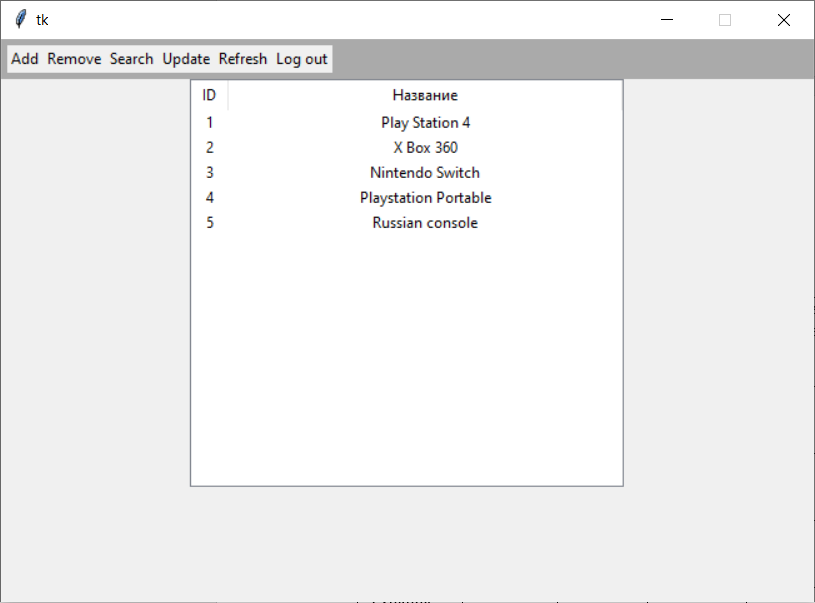 tk
Add Remove Search Update Refresh Log out
ID Название
1 Play Station 4
2 X Box 360
3 Nintendo Switch
4 Playstation Portable
5 Russian console